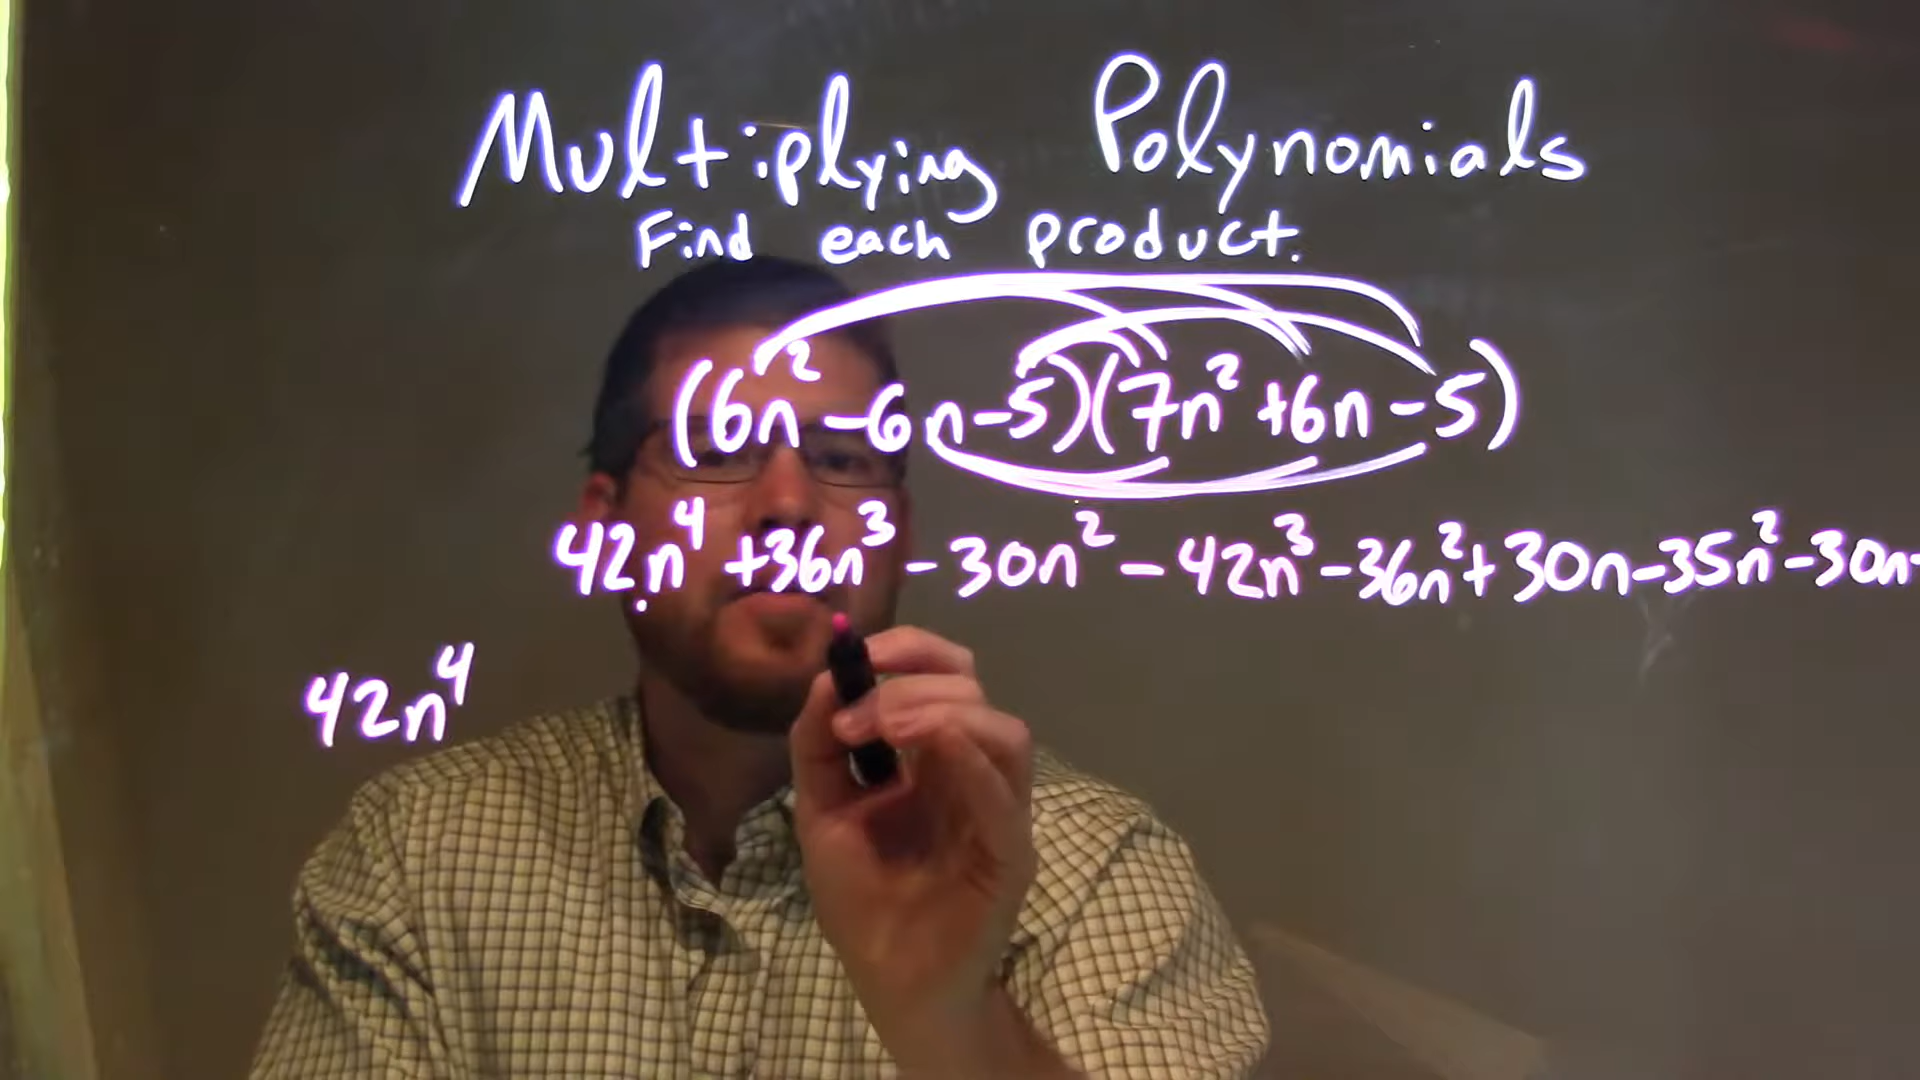 Multiplying Polynomials
Find each product.
(6n² -6n-5)(7n² +6n-5)
42n⁴ +36n³ -30n² -42n³-36n²+30n-35n²-30n-
42n⁴